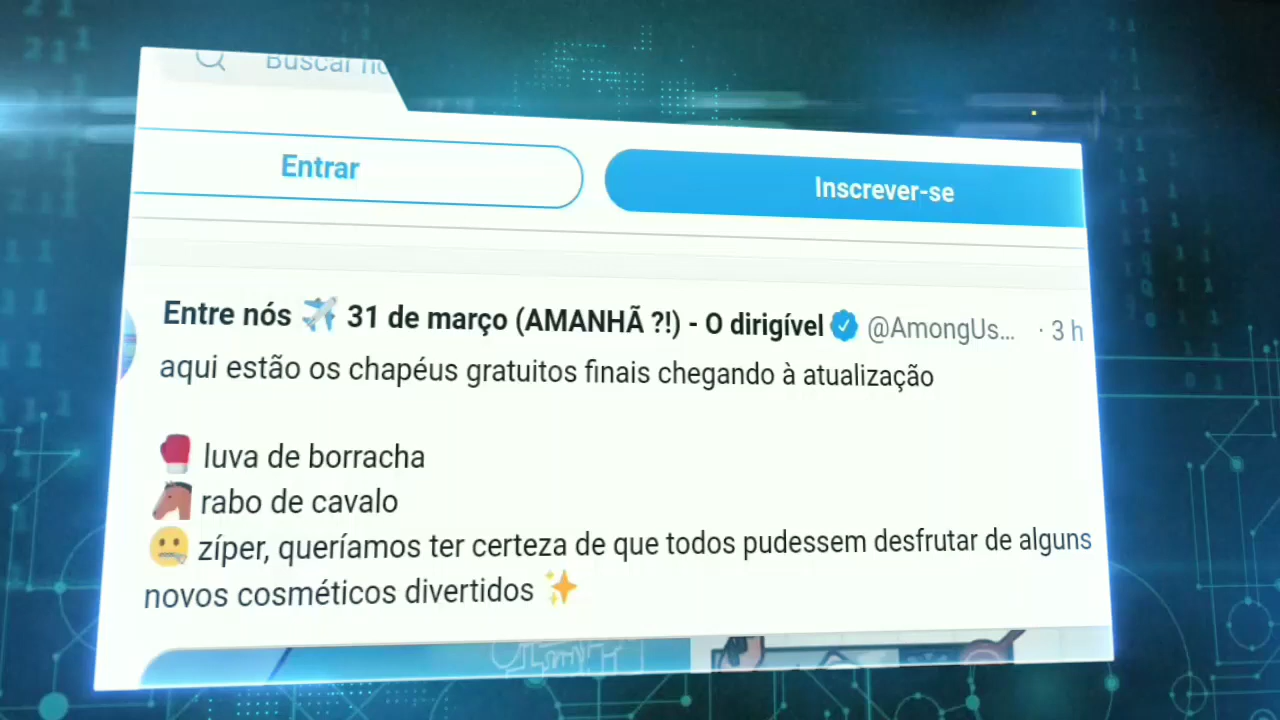 Buscar no
Entrar
Inscrever-se
Entre nós ✈️ 31 de março (AMANHÃ ?!) - O dirigível @AmongUs... · 3 h
aqui estão os chapéus gratuitos finais chegando à atualização
🥊 luva de borracha
🐴 rabo de cavalo
🤐 zíper, queríamos ter certeza de que todos pudessem desfrutar de alguns
novos cosméticos divertidos ✨